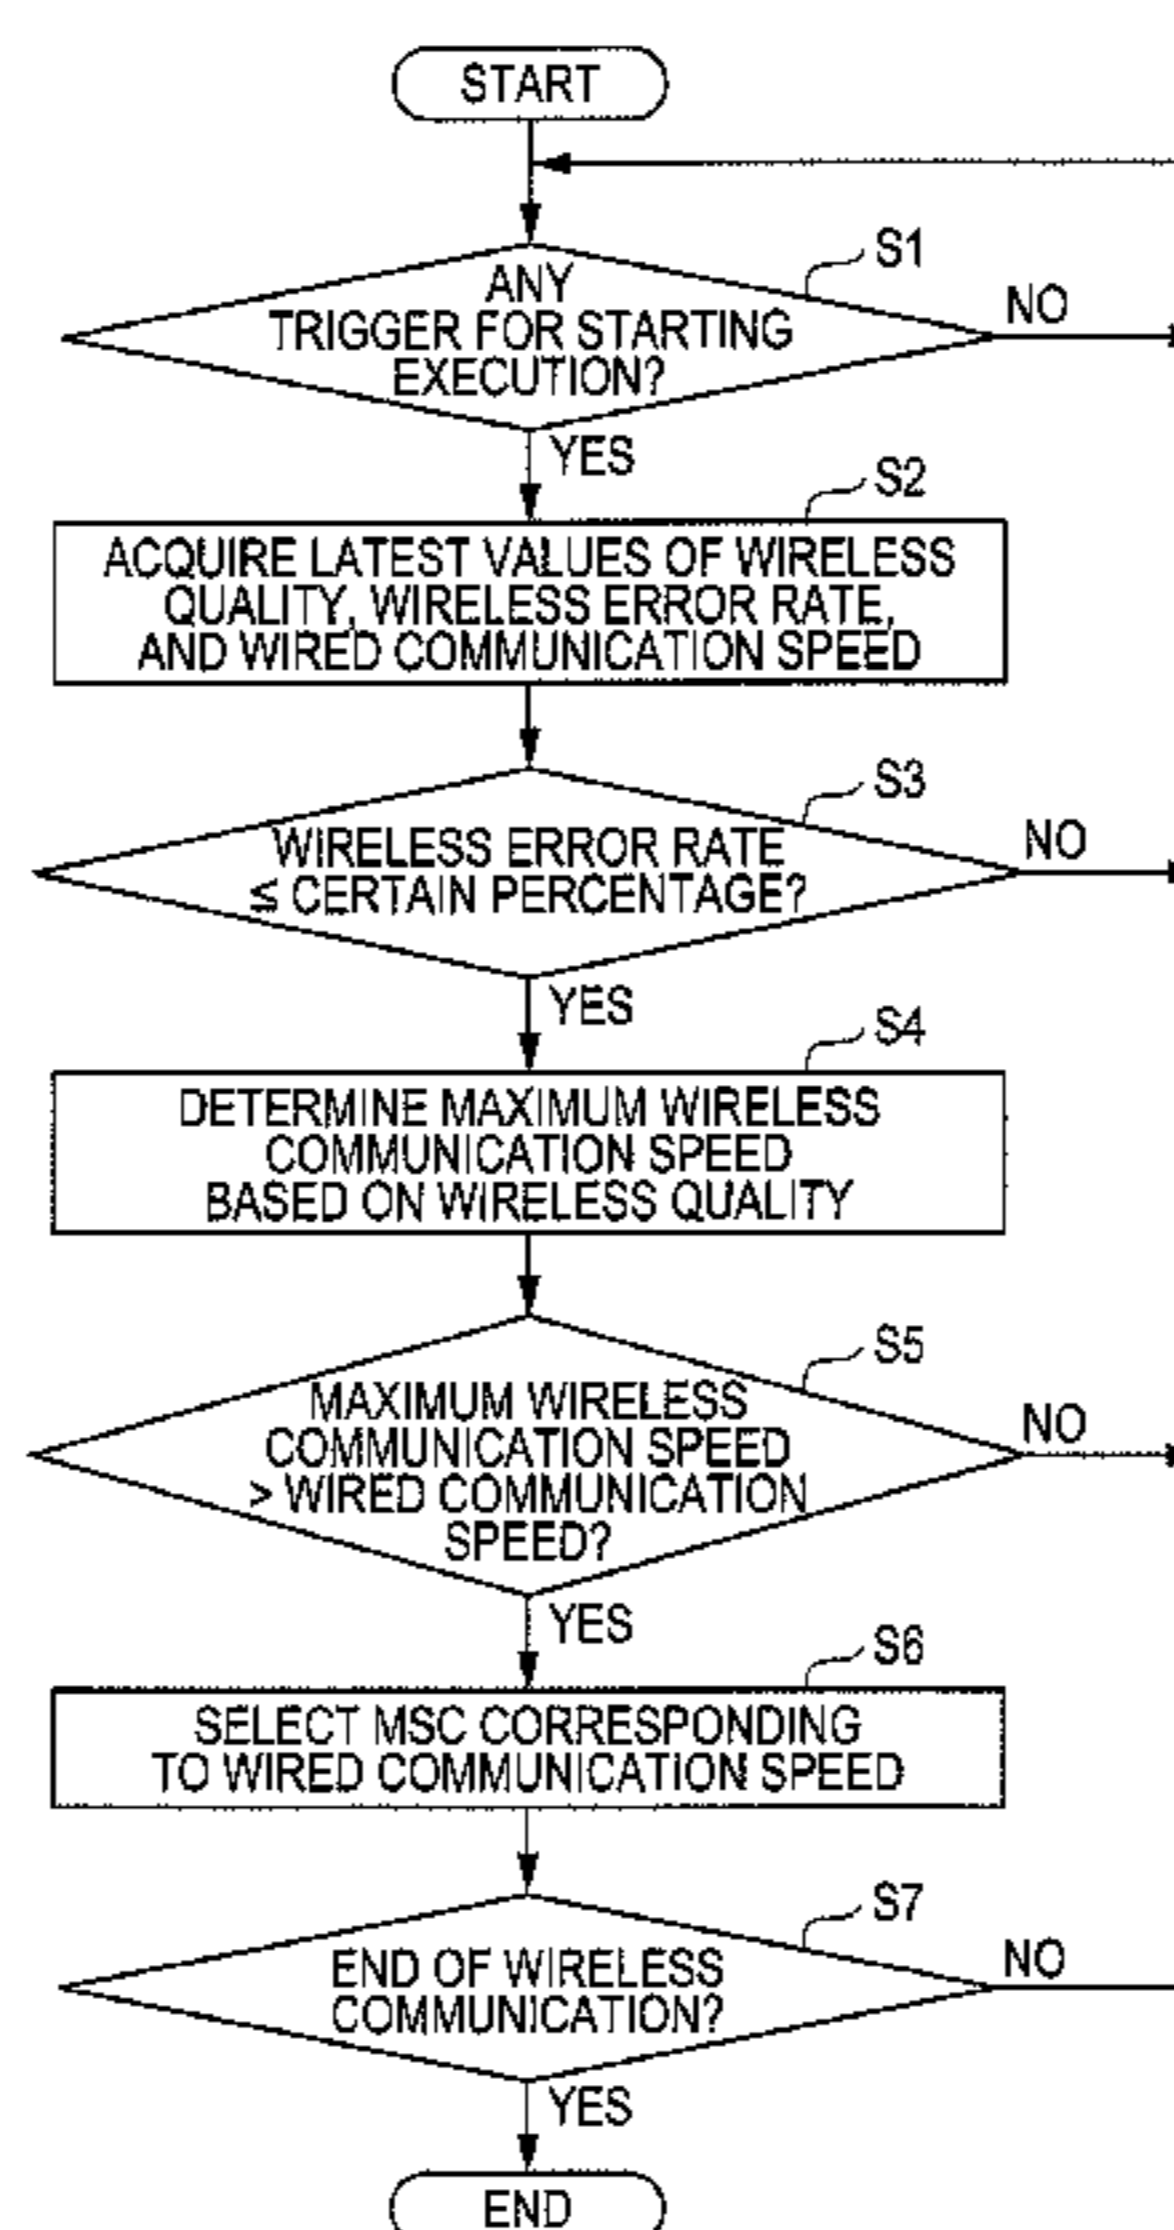 START
S1
ANY
TRIGGER FOR STARTING
EXECUTION?
NO
YES
S2
ACQUIRE LATEST VALUES OF WIRELESS
QUALITY, WIRELESS ERROR RATE,
AND WIRED COMMUNICATION SPEED
S3
WIRELESS ERROR RATE
≤ CERTAIN PERCENTAGE?
NO
YES
S4
DETERMINE MAXIMUM WIRELESS
COMMUNICATION SPEED
BASED ON WIRELESS QUALITY
S5
MAXIMUM WIRELESS
COMMUNICATION SPEED
> WIRED COMMUNICATION
SPEED?
NO
YES
S6
SELECT MSC CORRESPONDING
TO WIRED COMMUNICATION SPEED
S7
END OF WIRELESS
COMMUNICATION?
NO
YES
END